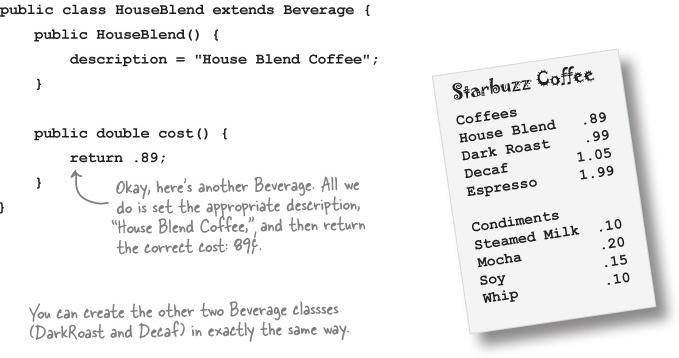 public class HouseBlend extends Beverage {
public HouseBlend() {
description = "House Blend Coffee";
}
public double cost() {
return .89;
}
}
Okay, here's another Beverage. All we
do is set the appropriate description,
"House Blend Coffee," and then return
the correct cost: 89¢.
You can create the other two Beverage classses
(DarkRoast and Decaf) in exactly the same way.
Starbuzz Coffee
Coffees
House Blend .89
Dark Roast .99
Decaf 1.05
Espresso 1.99
Condiments
Steamed Milk .10
Mocha .20
Soy .15
Whip .10